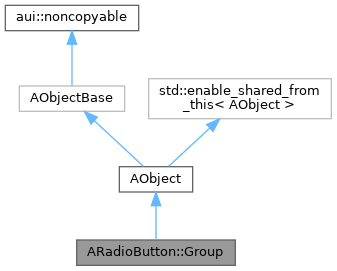 aui::noncopyable
AObjectBase
std::enable_shared_from
_this< AObject >
AObject
ARadioButton::Group